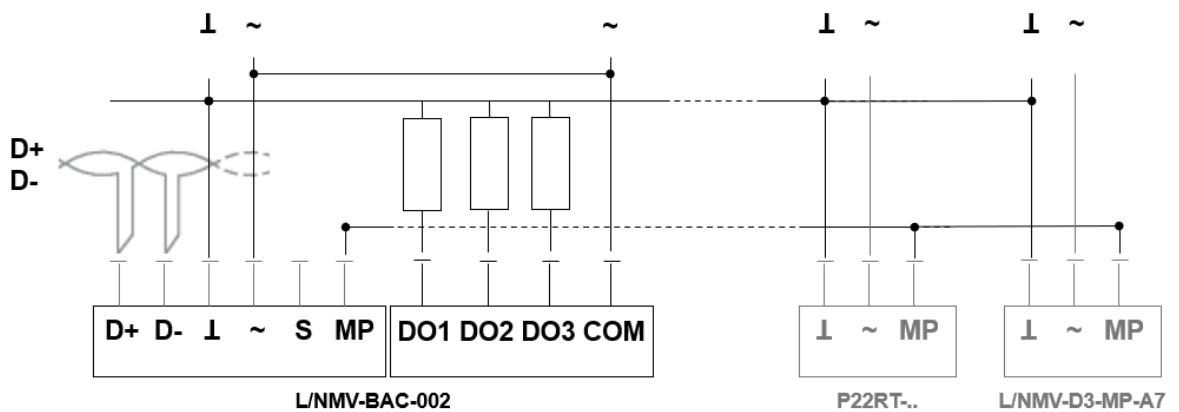 ⊥ ~ ~ ⊥ ~ ⊥ ~
D+
D-
D+ D- ⊥ ~ S MP DO1 DO2 DO3 COM ⊥ ~ MP ⊥ ~ MP
L/NMV-BAC-002 P22RT-.. L/NMV-D3-MP-A7